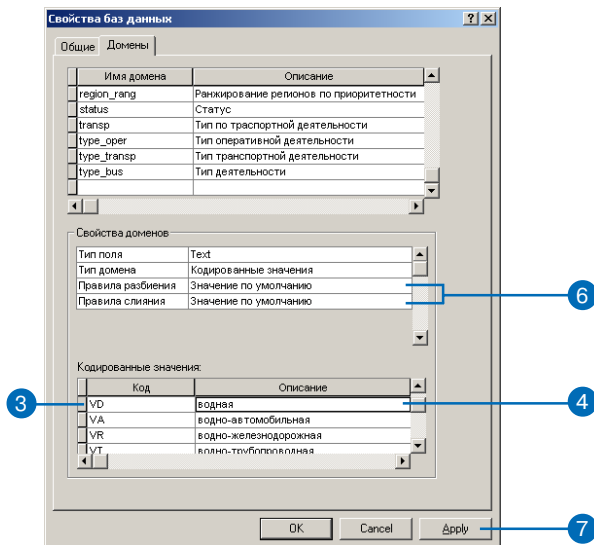 Свойства баз данных
? x
Общие Домены
Имя домена Описание
region_rang Ранжирование регионов по приоритетности
status Статус
transp Тип по траспортной деятельности
type_oper Тип оперативной деятельности
type_transp Тип транспортной деятельности
type_bus Тип деятельности
Свойства доменов
Тип поля Text
Тип домена Кодированные значения
Правила разбиения Значение по умолчанию
Правила слияния Значение по умолчанию
6
Кодированные значения:
Код Описание
3 VD водная 4
VA водно-автомобильная
VR водно-железнодорожная
VT водно-трубопроводная
OK Cancel Apply 7